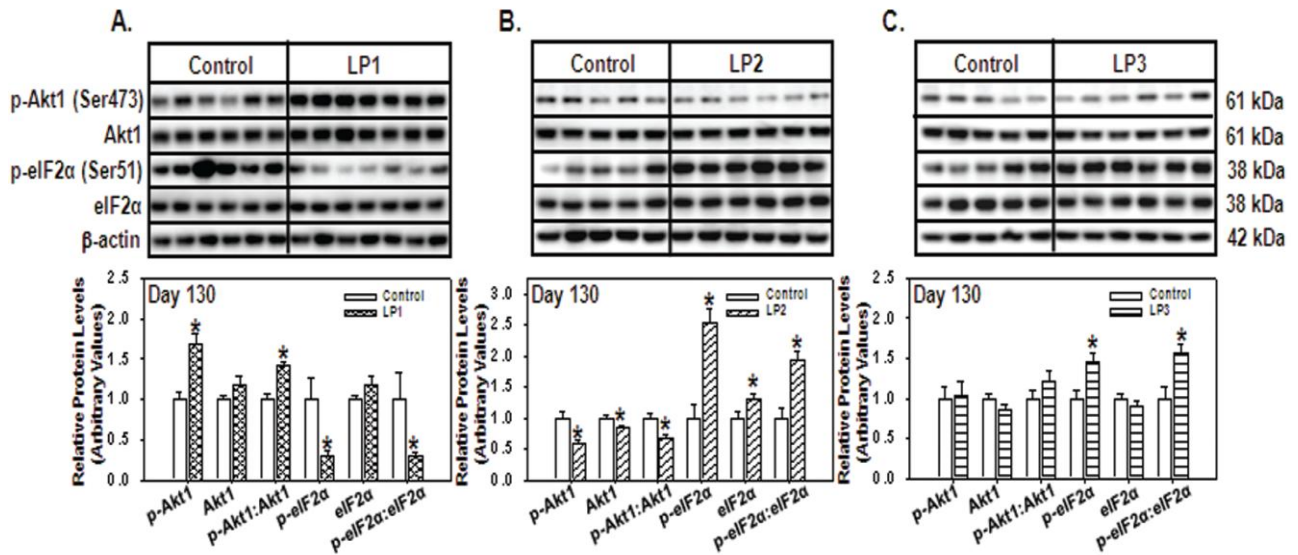 A. B. C.
Control LP1 Control LP2 Control LP3
p-Akt1 (Ser473) 61 kDa
Akt1 61 kDa
p-eIF2α (Ser51) 38 kDa
eIF2α 38 kDa
β-actin 42 kDa
Relative Protein Levels
(Arbitrary Values)
2.5
2.0
1.5
1.0
0.5
0.0
Day 130
Control
LP1
*
*
*
*
p-Akt1
Akt1
p-Akt1:Akt1
p-eIF2α
eIF2α
p-eIF2α:eIF2α
Relative Protein Levels
(Arbitrary Values)
3.0
2.5
2.0
1.5
1.0
0.5
0.0
Day 130
Control
LP2
*
*
*
*
*
*
p-Akt1
Akt1
p-Akt1:Akt1
p-eIF2α
eIF2α
p-eIF2α:eIF2α
Relative Protein Levels
(Arbitrary Values)
2.5
2.0
1.5
1.0
0.5
0.0
Day 130
Control
LP3
*
*
p-Akt1
Akt1
p-Akt1:Akt1
p-eIF2α
eIF2α
p-eIF2α:eIF2α